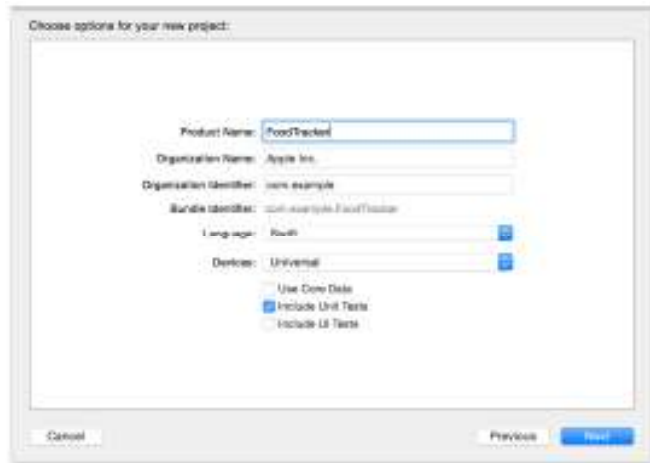 Choose options for your new project:
Product Name: FoodTracker
Organization Name: Apple Inc.
Organization Identifier: com.example
Bundle Identifier: com.example.FoodTracker
Language: Swift
Devices: Universal
Use Core Data
Include Unit Tests
Include UI Tests
Cancel Previous Next